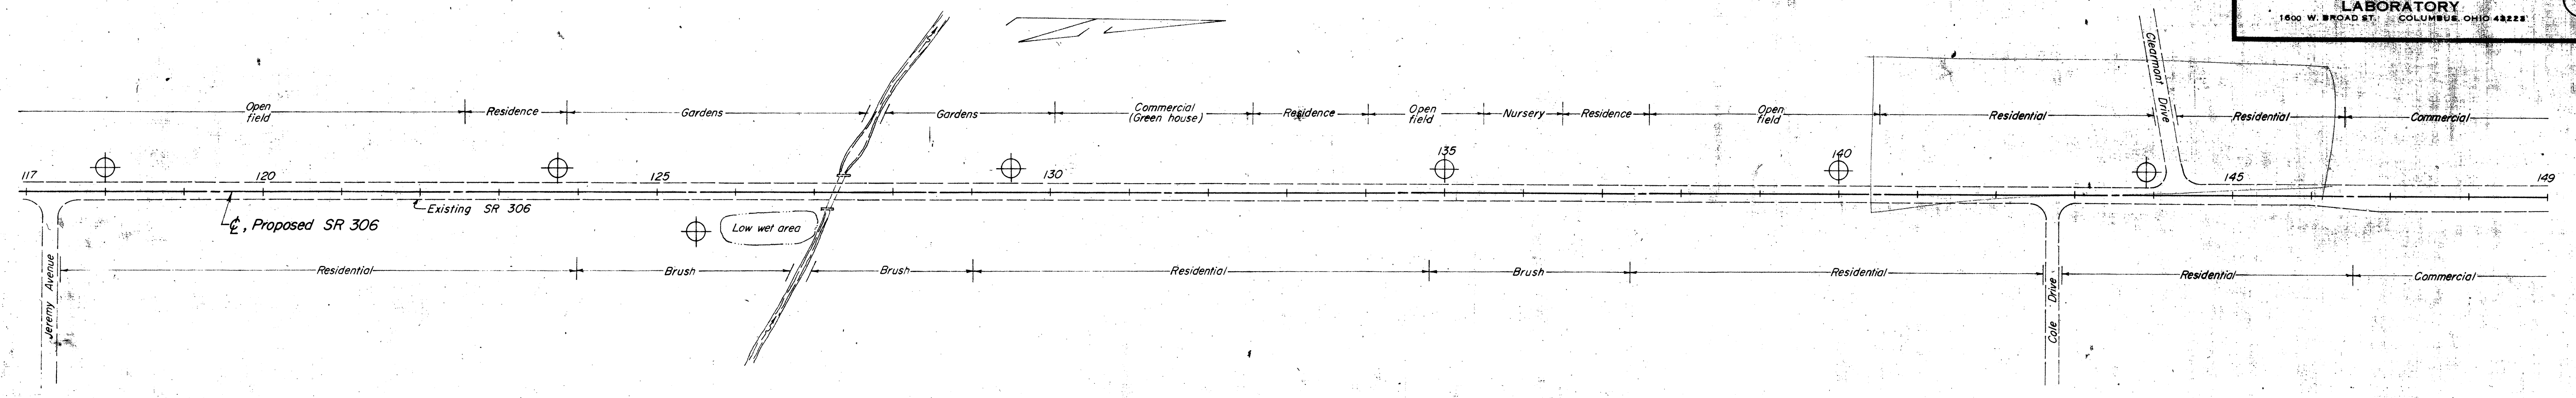 LABORATORY
1600 W. BROAD ST. COLUMBUS, OHIO 43223
Clearmont Drive
Open
field
Residence
Gardens
Gardens
Commercial
(Green house)
Residence
Open
field
Nursery
Residence
Open
field
Residential
Residential
Commercial
117
120
125
130
135
140
145
149
Existing SR 306
℄, Proposed SR 306
Low wet area
Jeremy Avenue
Residential
Brush
Brush
Residential
Brush
Residential
Cole Drive
Residential
Commercial